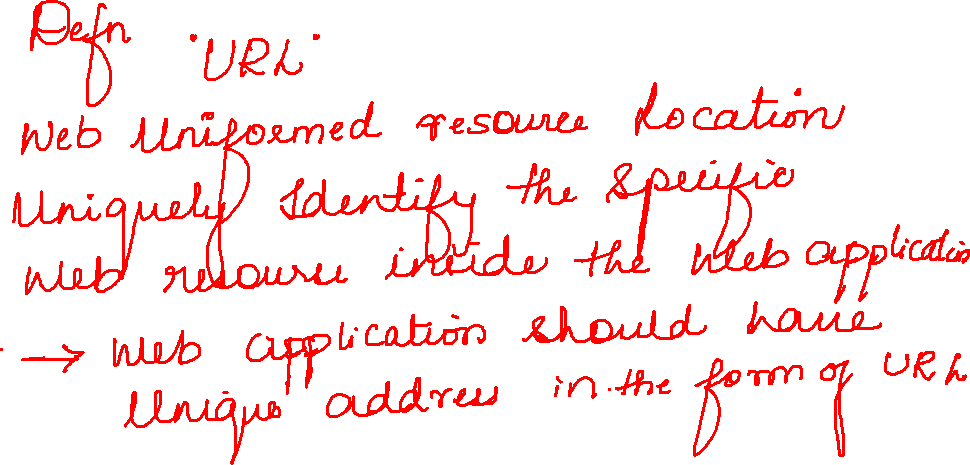 Defn
"URL"
Web Uniformed resource Location
Uniquely Identify the Specific
Web resource inside the Web application
→ Web application should have
Unique address in the form of URL